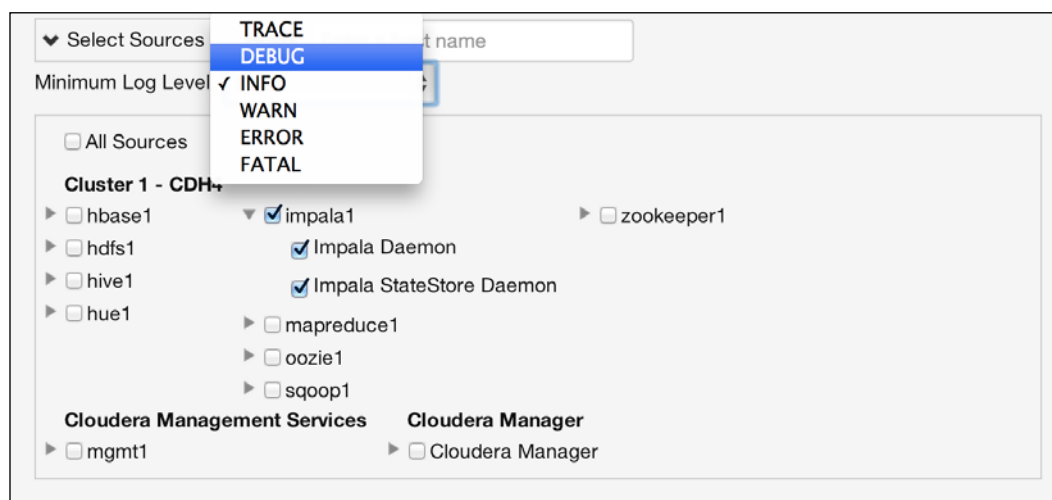 Select Sources
t name
TRACE
DEBUG
INFO
WARN
ERROR
FATAL
Minimum Log Level
All Sources
Cluster 1 - CDH4
hbase1 impala1 zookeeper1
hdfs1 Impala Daemon
hive1 Impala StateStore Daemon
hue1 mapreduce1
oozie1
sqoop1
Cloudera Management Services Cloudera Manager
mgmt1 Cloudera Manager